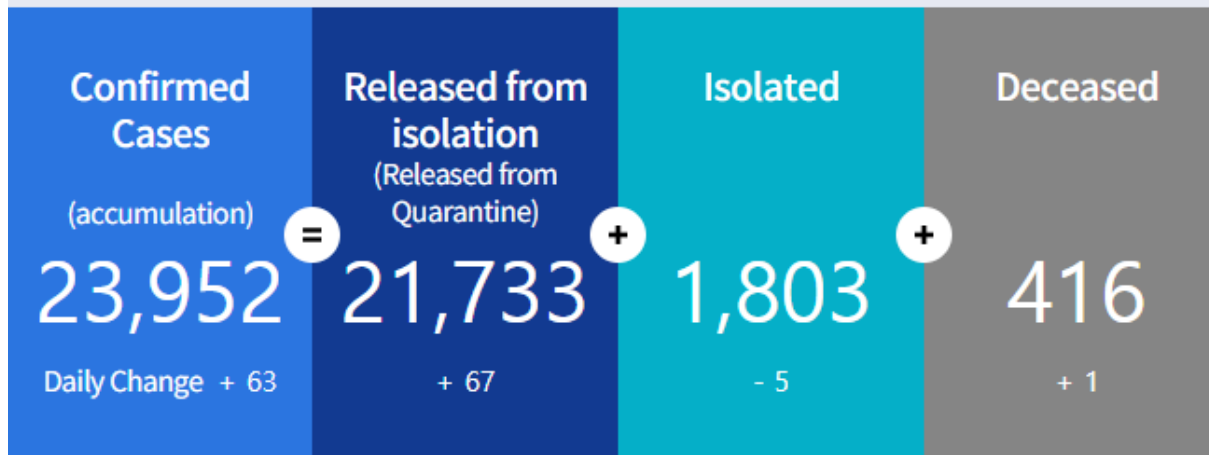 Confirmed
Cases
(accumulation)
23,952
Daily Change + 63
=
Released from
isolation
(Released from
Quarantine)
21,733
+ 67
+
Isolated
1,803
- 5
+
Deceased
416
+ 1